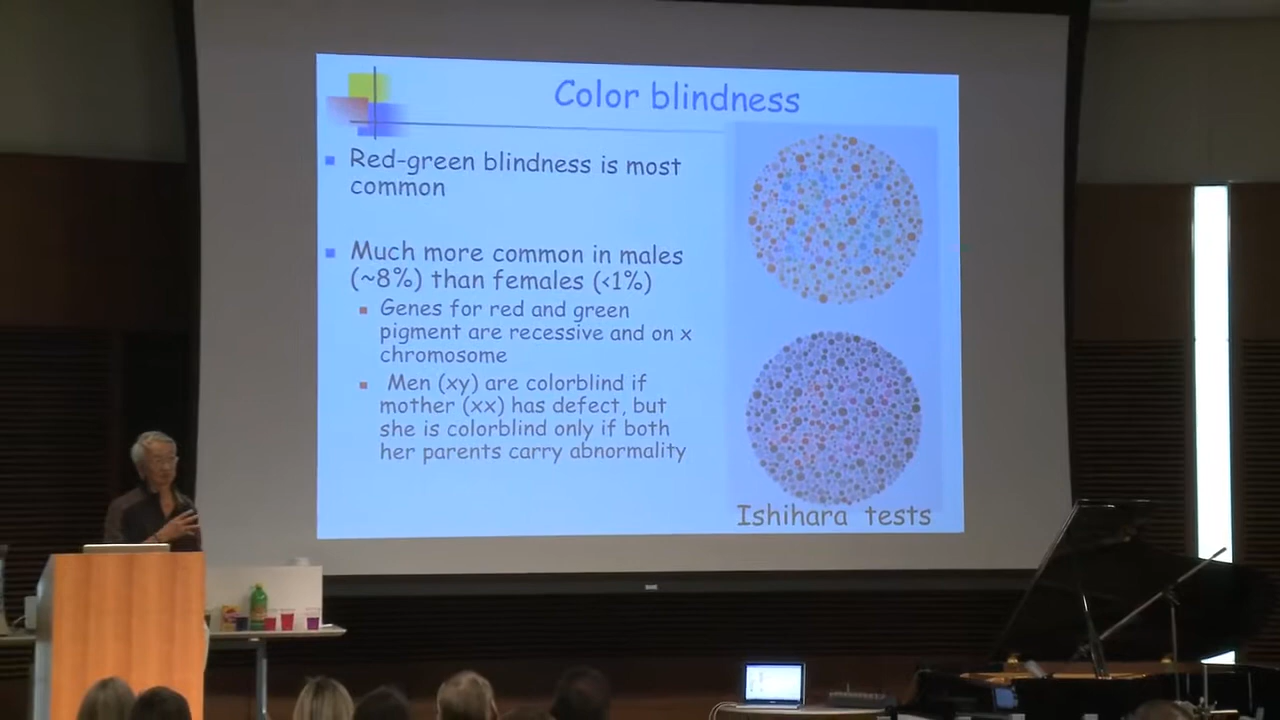 Color blindness
Red-green blindness is most
common
Much more common in males
(~8%) than females (<1%)
Genes for red and green
pigment are recessive and on x
chromosome
Men (xy) are colorblind if
mother (xx) has defect, but
she is colorblind only if both
her parents carry abnormality
Ishihara tests